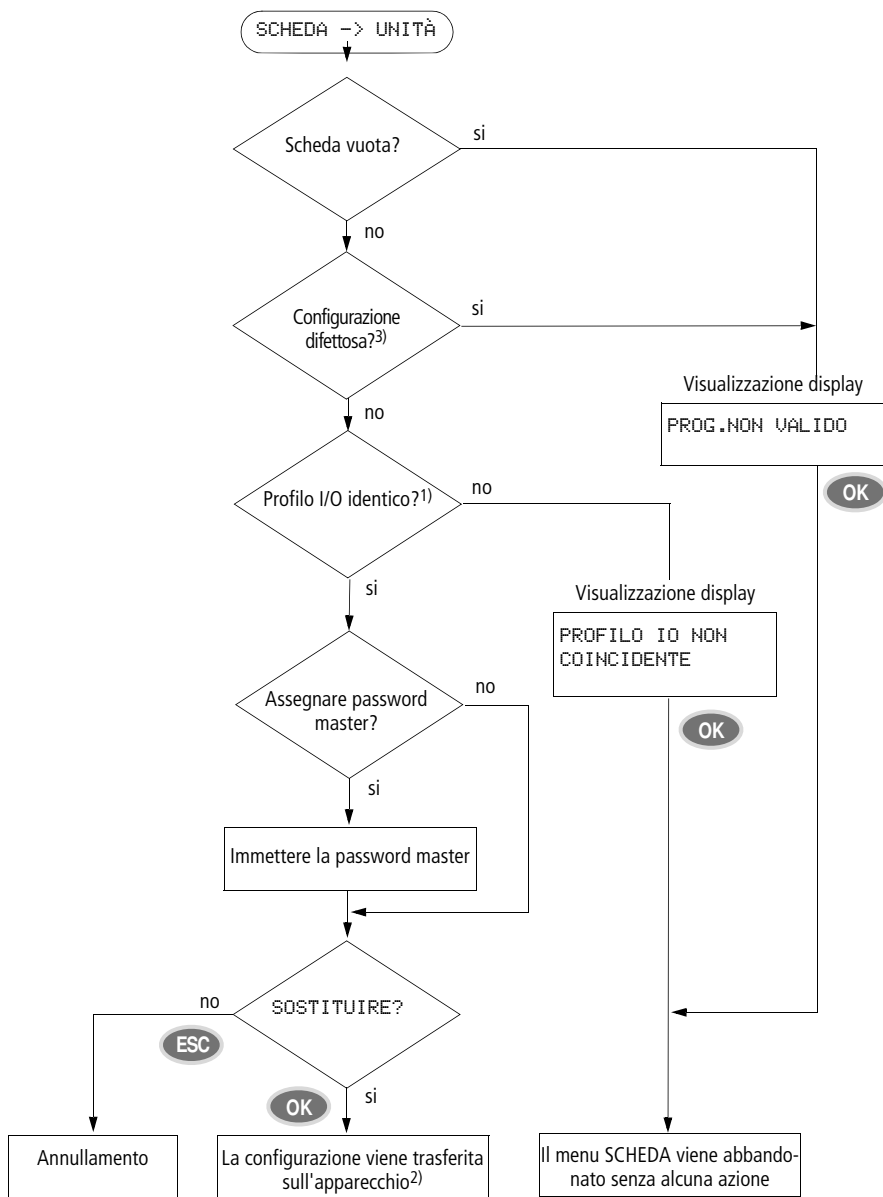 SCHEDA -> UNITÀ
Scheda vuota?
si
no
Configurazione
difettosa?3)
si
no
Visualizzazione display
PROG.NON VALIDO
OK
Profilo I/O identico?1)
no
si
Visualizzazione display
PROFILO IO NON
COINCIDENTE
OK
Assegnare password
master?
no
si
Immettere la password master
SOSTITUIRE?
no
ESC
si
OK
Annullamento
La configurazione viene trasferita
sull'apparecchio2)
Il menu SCHEDA viene abbando-
nato senza alcuna azione